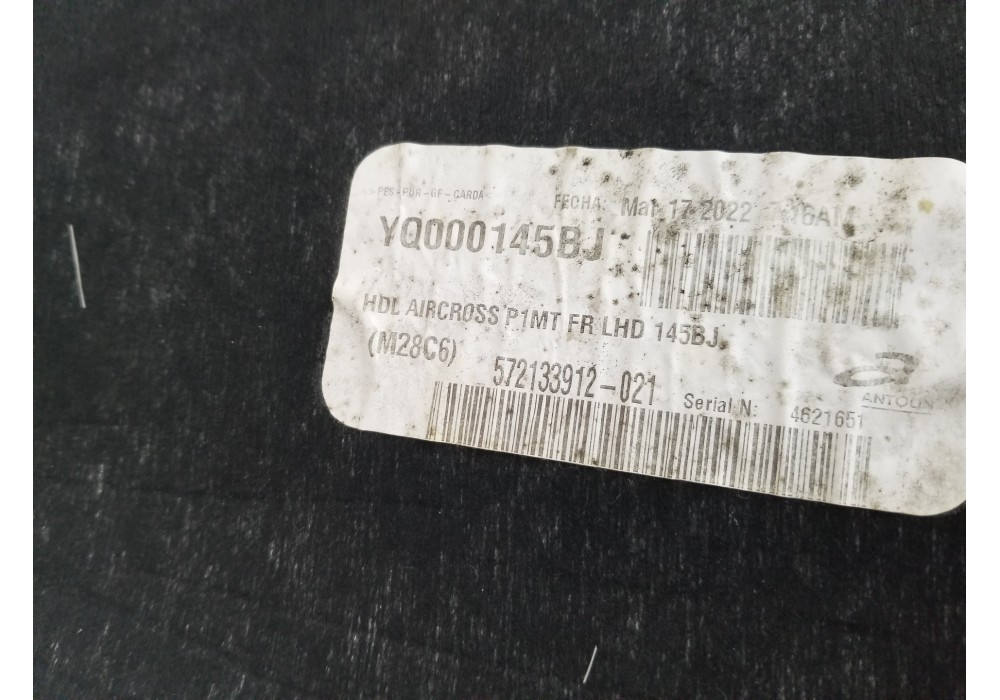 PES-PUR-GF-GARDA
FECHA: Mar 17 2022 16AM
YQ000145BJ
HDL AIRCROSS P1MT FR LHD 145BJ
(M28C6)
572133912-021
Serial N: 4621651
ANTOLIN